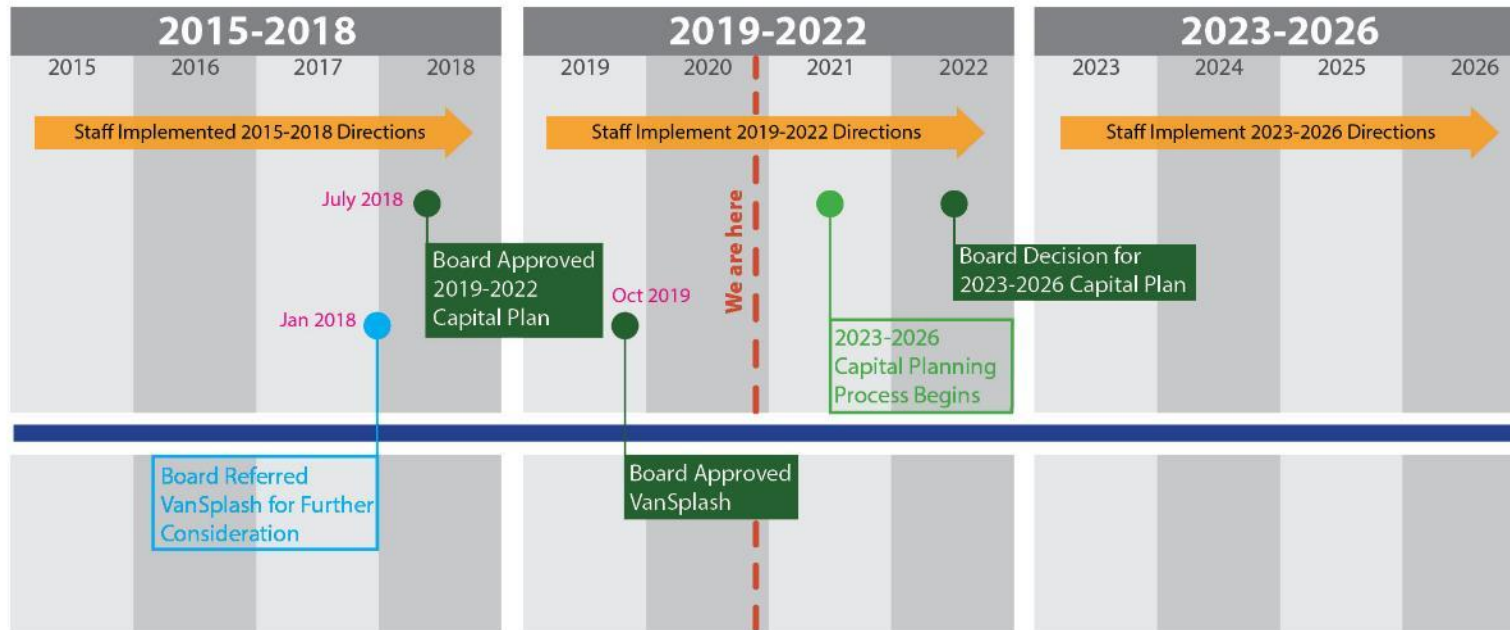 2015-2018
2019-2022
2023-2026
2015
2016
2017
2018
2019
2020
2021
2022
2023
2024
2025
2026
Staff Implemented 2015-2018 Directions
Staff Implement 2019-2022 Directions
Staff Implement 2023-2026 Directions
July 2018
Board Approved
2019-2022
Capital Plan
Jan 2018
Oct 2019
We are here
Board Decision for
2023-2026 Capital Plan
2023-2026
Capital Planning
Process Begins
Board Referred
VanSplash for Further
Consideration
Board Approved
VanSplash